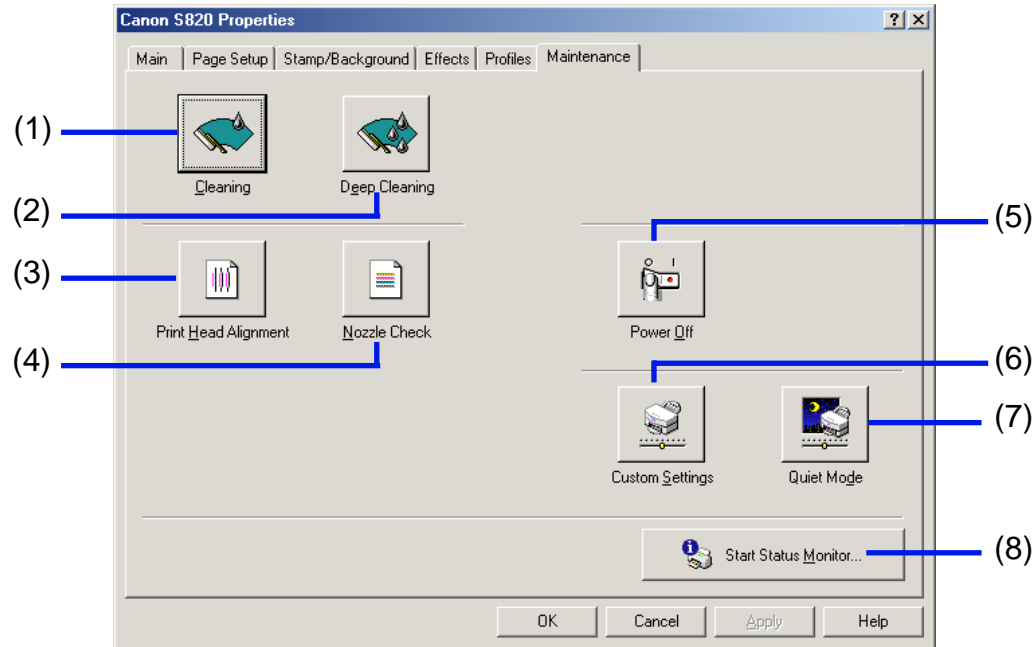 Canon S820 Properties
Main Page Setup Stamp/Background Effects Profiles Maintenance
(1)
Cleaning Deep Cleaning
(2)
(5)
(3)
Print Head Alignment Nozzle Check Power Off
(4)
(6)
(7)
Custom Settings Quiet Mode
(8)
Start Status Monitor...
OK Cancel Apply Help